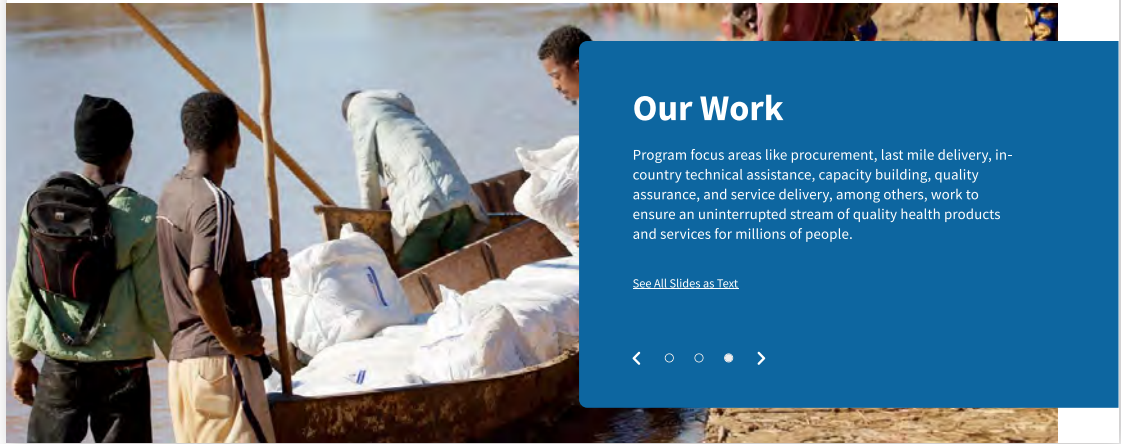 Our Work
Program focus areas like procurement, last mile delivery, in-
country technical assistance, capacity building, quality
assurance, and service delivery, among others, work to
ensure an uninterrupted stream of quality health products
and services for millions of people.
See All Slides as Text